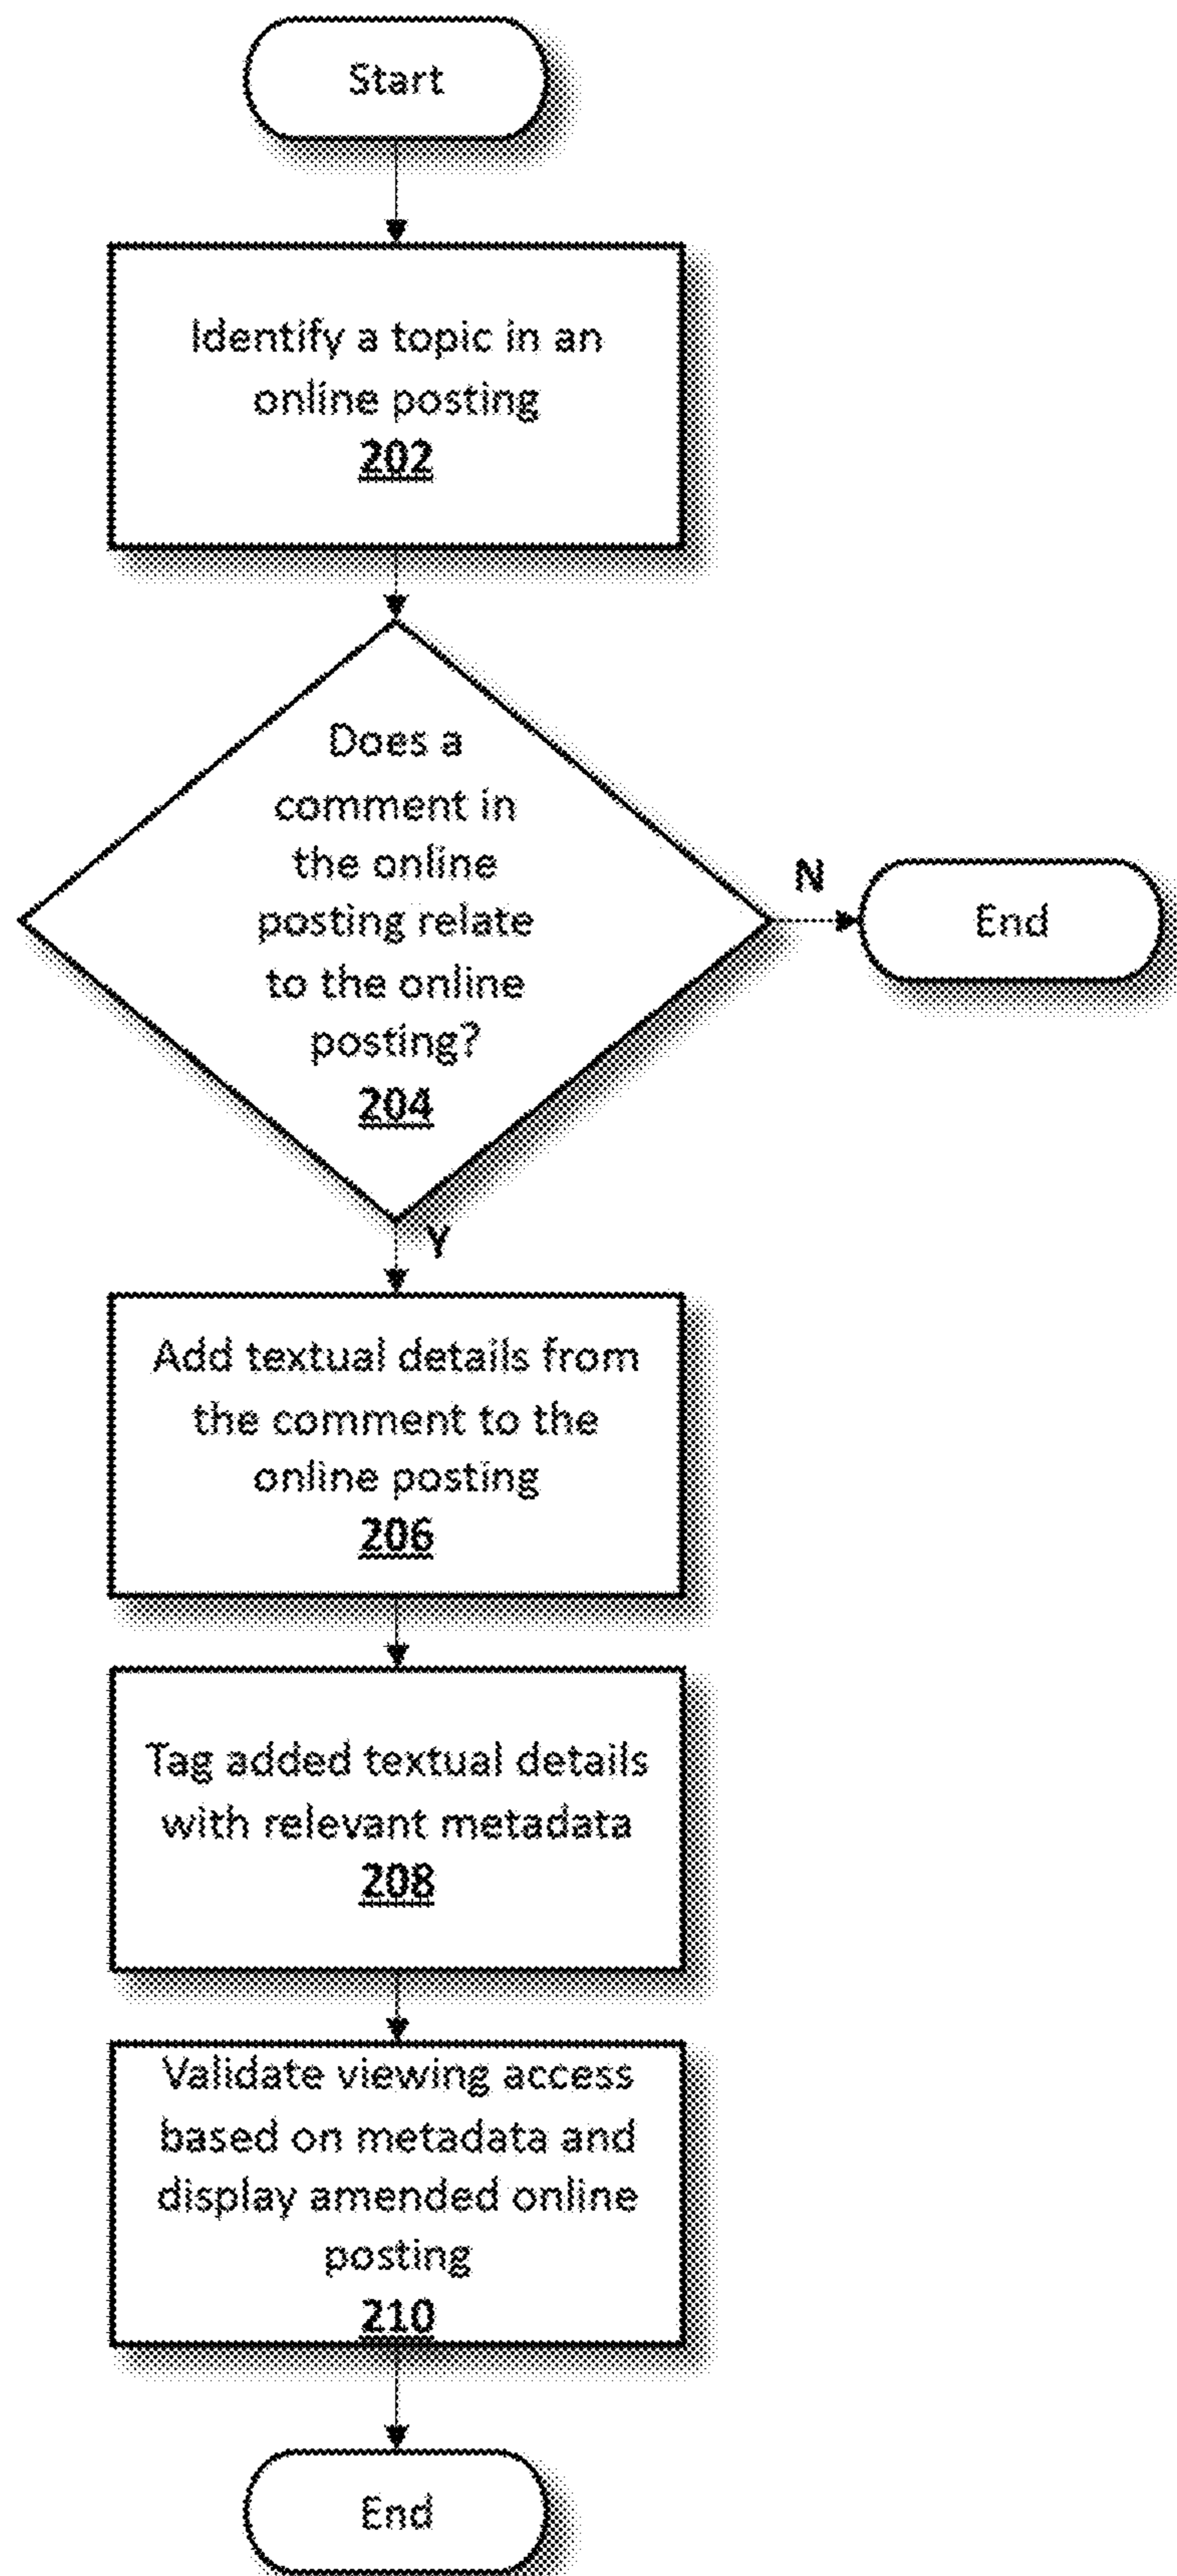 Start
Identify a topic in an
online posting
202
Does a
comment in
the online
posting relate
to the online
posting?
204
N
End
Y
Add textual details from
the comment to the
online posting
206
Tag added textual details
with relevant metadata
208
Validate viewing access
based on metadata and
display amended online
posting
210
End